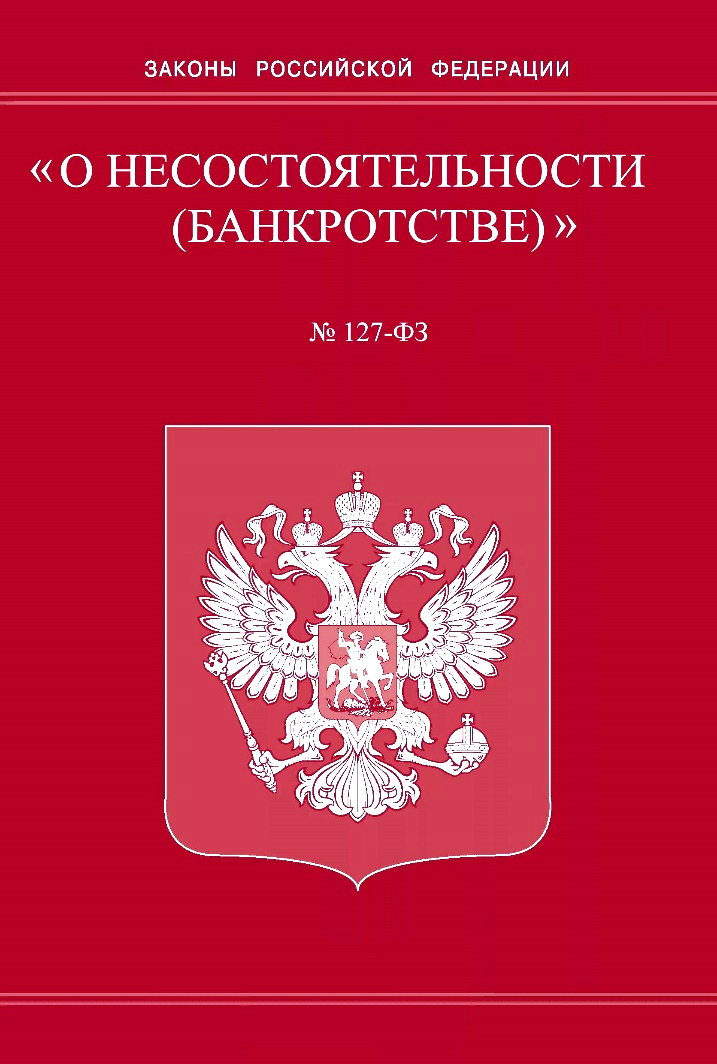 ЗАКОНЫ РОССИЙСКОЙ ФЕДЕРАЦИИ
«О НЕСОСТОЯТЕЛЬНОСТИ
(БАНКРОТСТВЕ)»
№ 127-ФЗ